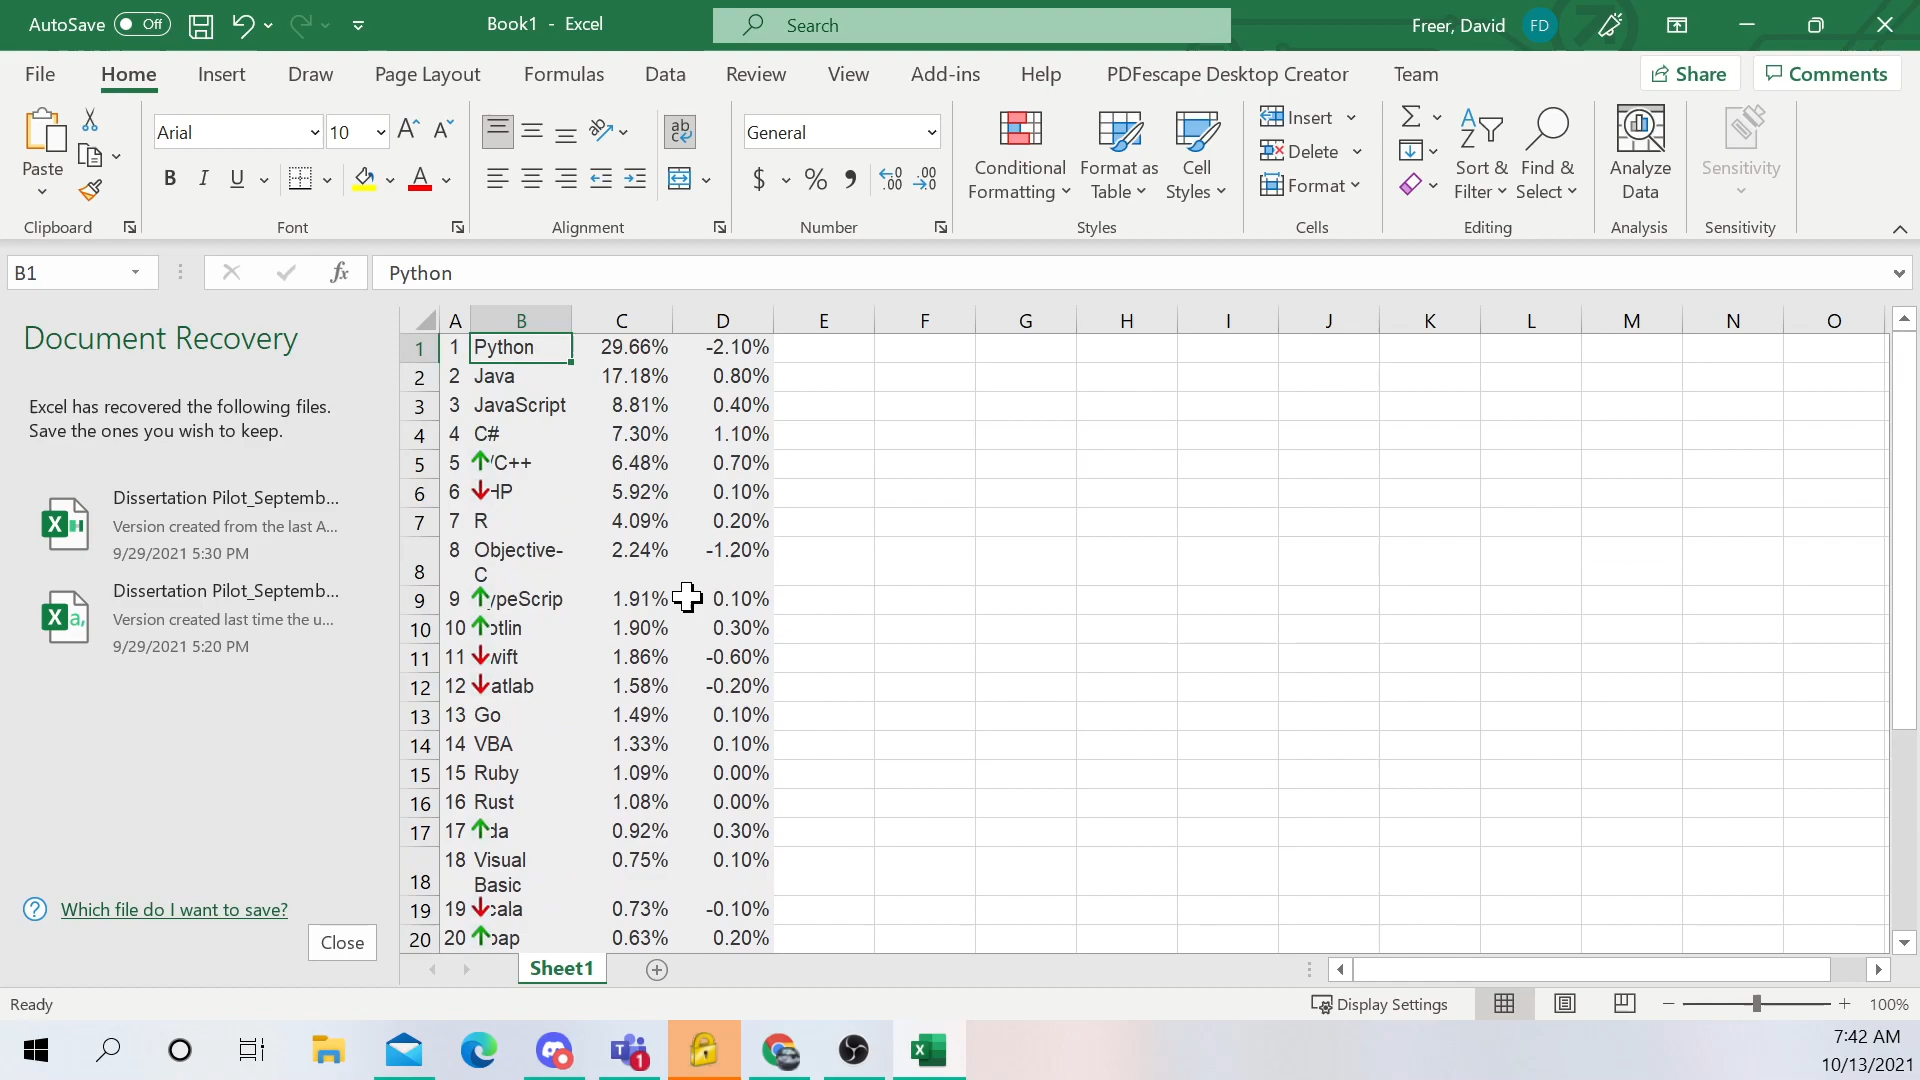 AutoSave Off Book1 - Excel Search Freer, David FD
File Home Insert Draw Page Layout Formulas Data Review View Add-ins Help PDFescape Desktop Creator Team Share Comments
Paste Arial 10 General Conditional Formatting Format as Table Cell Styles Insert Delete Format Sort & Filter Find & Select Analyze Data Sensitivity
Clipboard Font Alignment Number Styles Cells Editing Analysis Sensitivity
B1 fx Python
Document Recovery
Excel has recovered the following files.
Save the ones you wish to keep.
Dissertation Pilot_Septemb...
Version created from the last A...
9/29/2021 5:30 PM
Dissertation Pilot_Septemb...
Version created last time the u...
9/29/2021 5:20 PM
Which file do I want to save?
Close
A B C D E F G H I J K L M N O
1 1 Python 29.66% -2.10%
2 2 Java 17.18% 0.80%
3 3 JavaScript 8.81% 0.40%
4 4 C# 7.30% 1.10%
5 5 /C++ 6.48% 0.70%
6 6 HP 5.92% 0.10%
7 7 R 4.09% 0.20%
8 8 Objective-
C 2.24% -1.20%
9 9 ypeScrip 1.91% 0.10%
10 10 otlin 1.90% 0.30%
11 11 wift 1.86% -0.60%
12 12 atlab 1.58% -0.20%
13 13 Go 1.49% 0.10%
14 14 VBA 1.33% 0.10%
15 15 Ruby 1.09% 0.00%
16 16 Rust 1.08% 0.00%
17 17 da 0.92% 0.30%
18 18 Visual
Basic 0.75% 0.10%
19 19 cala 0.73% -0.10%
20 20 bap 0.63% 0.20%
Sheet1
Ready Display Settings 100%
7:42 AM
10/13/2021